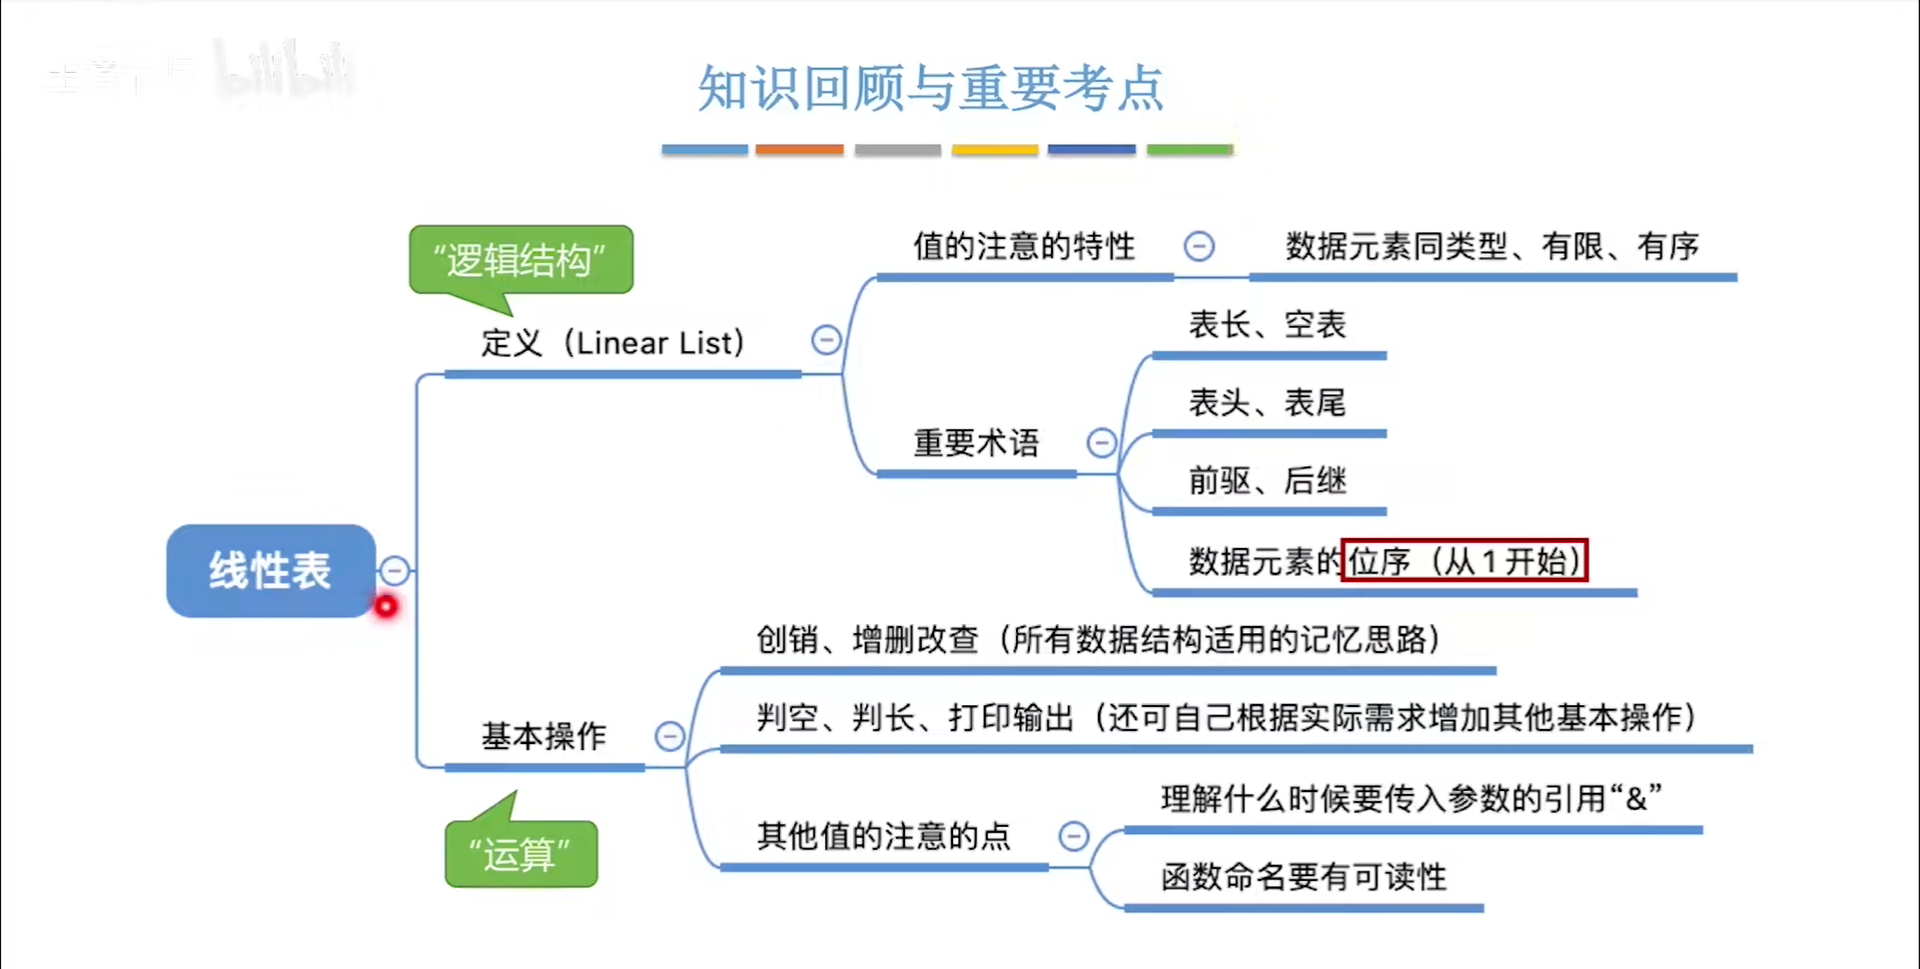 bilibili
知识回顾与重要考点
“逻辑结构”
定义（Linear List）
值的注意的特性
数据元素同类型、有限、有序
重要术语
表长、空表
表头、表尾
前驱、后继
数据元素的位序（从1开始）
线性表
基本操作
“运算”
创销、增删改查（所有数据结构适用的记忆思路）
判空、判长、打印输出（还可自己根据实际需求增加其他基本操作）
其他值的注意的点
理解什么时候要传入参数的引用“&”
函数命名要有可读性